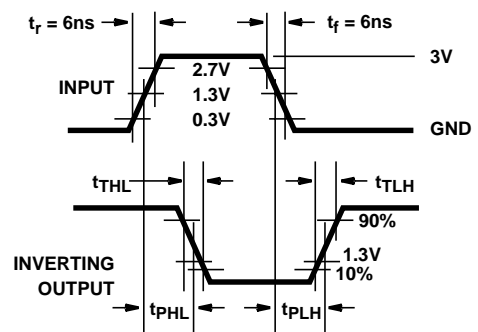 tr = 6ns
tf = 6ns
3V
INPUT
2.7V
1.3V
0.3V
GND
tTHL
tTLH
90%
INVERTING
OUTPUT
1.3V
10%
tPHL
tPLH